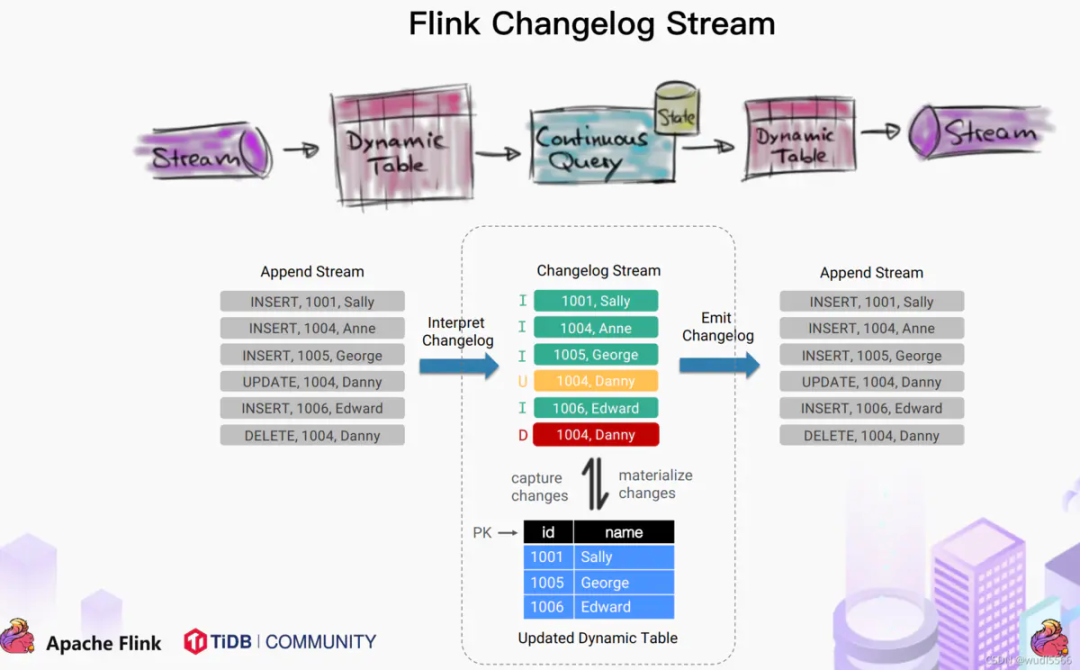 Flink Changelog Stream
Stream
Dynamic
Table
Continuous
Query
State
Dynamic
Table
Stream
Append Stream
INSERT, 1001, Sally
INSERT, 1004, Anne
INSERT, 1005, George
UPDATE, 1004, Danny
INSERT, 1006, Edward
DELETE, 1004, Danny
Interpret
Changelog
Changelog Stream
I 1001, Sally
I 1004, Anne
I 1005, George
U 1004, Danny
I 1006, Edward
D 1004, Danny
Emit
Changelog
Append Stream
INSERT, 1001, Sally
INSERT, 1004, Anne
INSERT, 1005, George
UPDATE, 1004, Danny
INSERT, 1006, Edward
DELETE, 1004, Danny
capture
changes
materialize
changes
PK
id name
1001 Sally
1005 George
1006 Edward
Updated Dynamic Table
Apache Flink
TiDB COMMUNITY